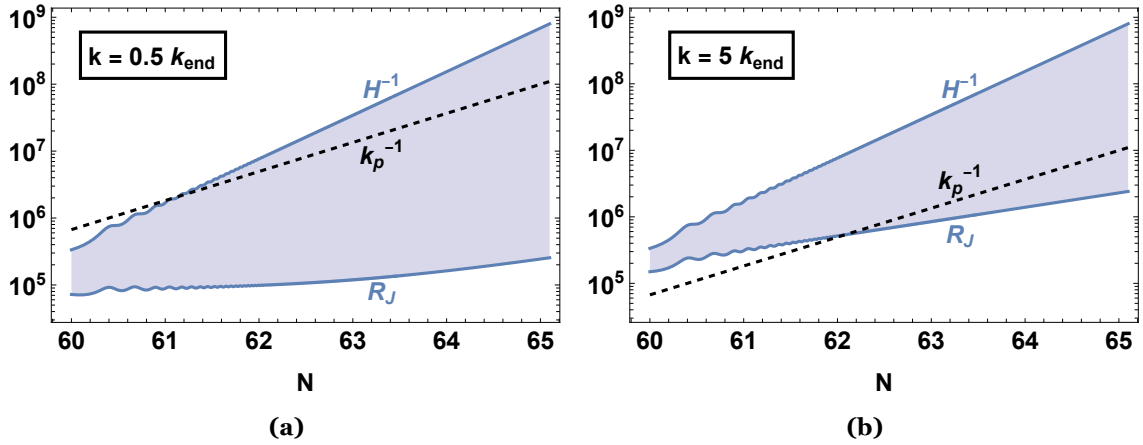 10⁹
10⁸
10⁷
10⁶
10⁵
k = 0.5 k_end
H⁻¹
k_p⁻¹
R_J
60 61 62 63 64 65
N
(a)
10⁹
10⁸
10⁷
10⁶
10⁵
k = 5 k_end
H⁻¹
k_p⁻¹
R_J
60 61 62 63 64 65
N
(b)